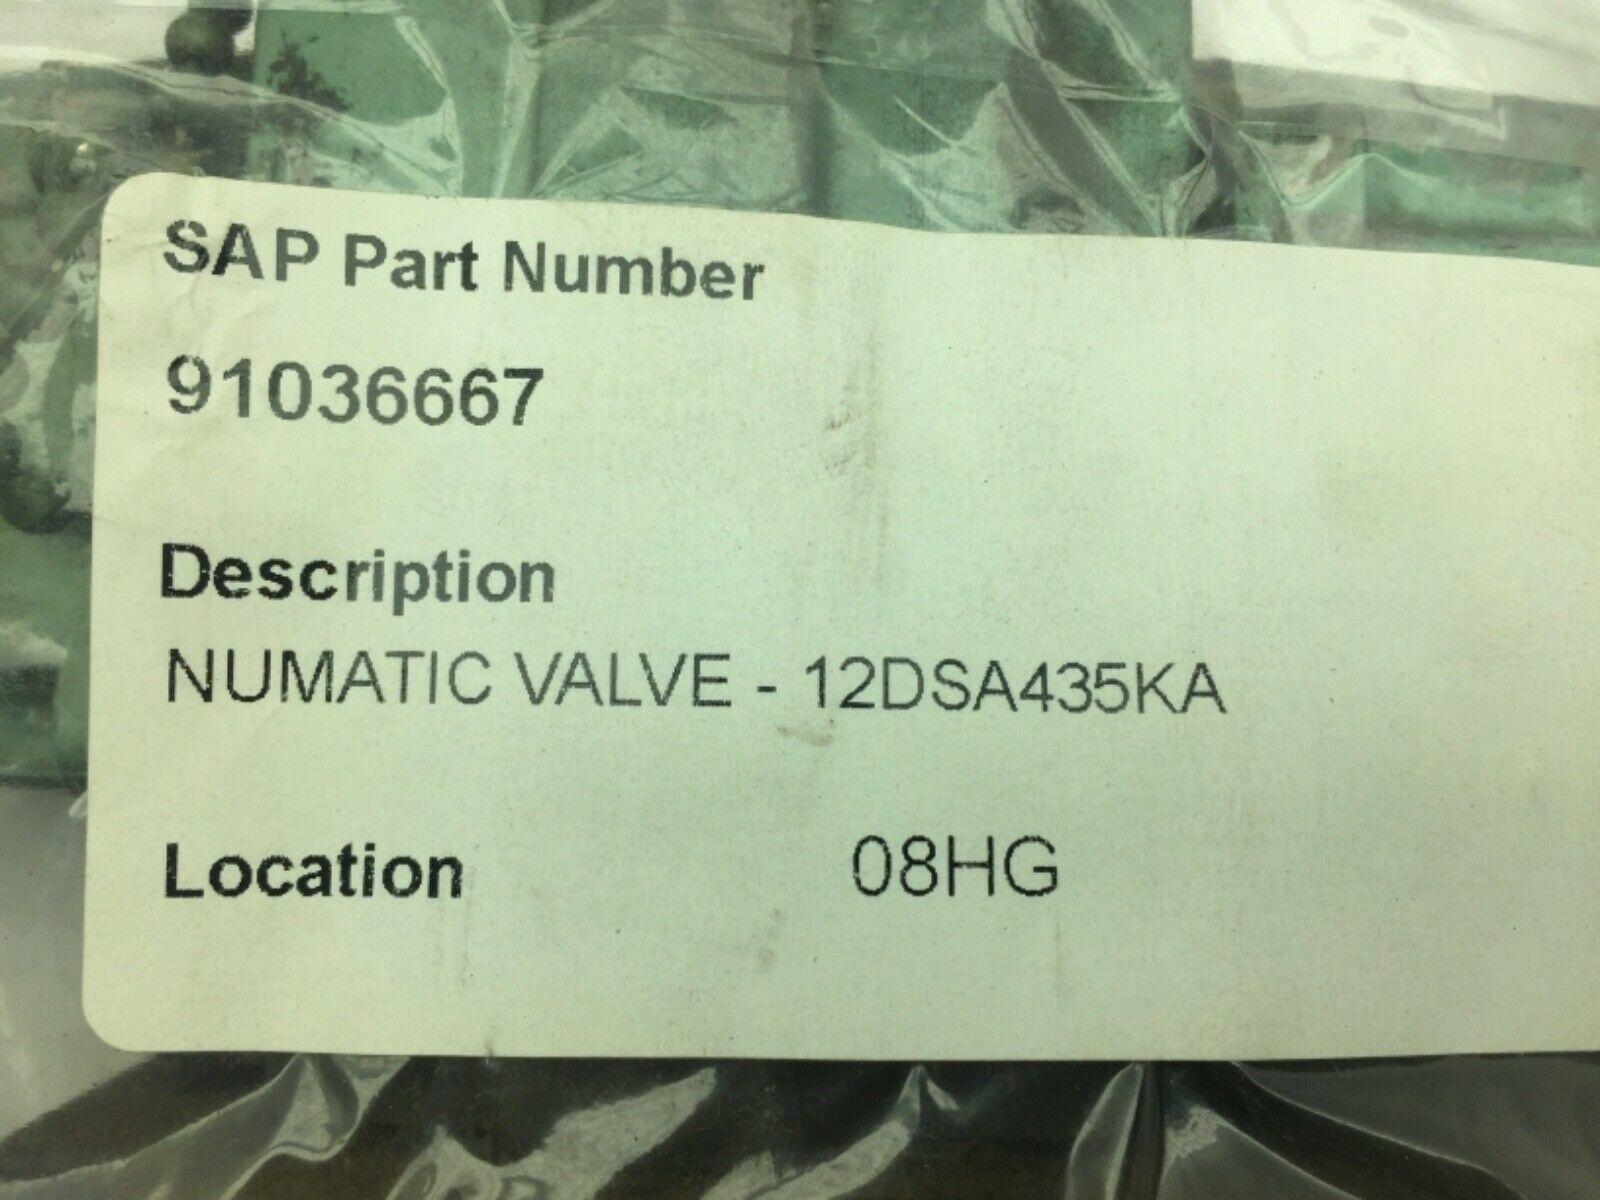 SAP Part Number
91036667
Description
NUMATIC VALVE - 12DSA435KA
Location 08HG